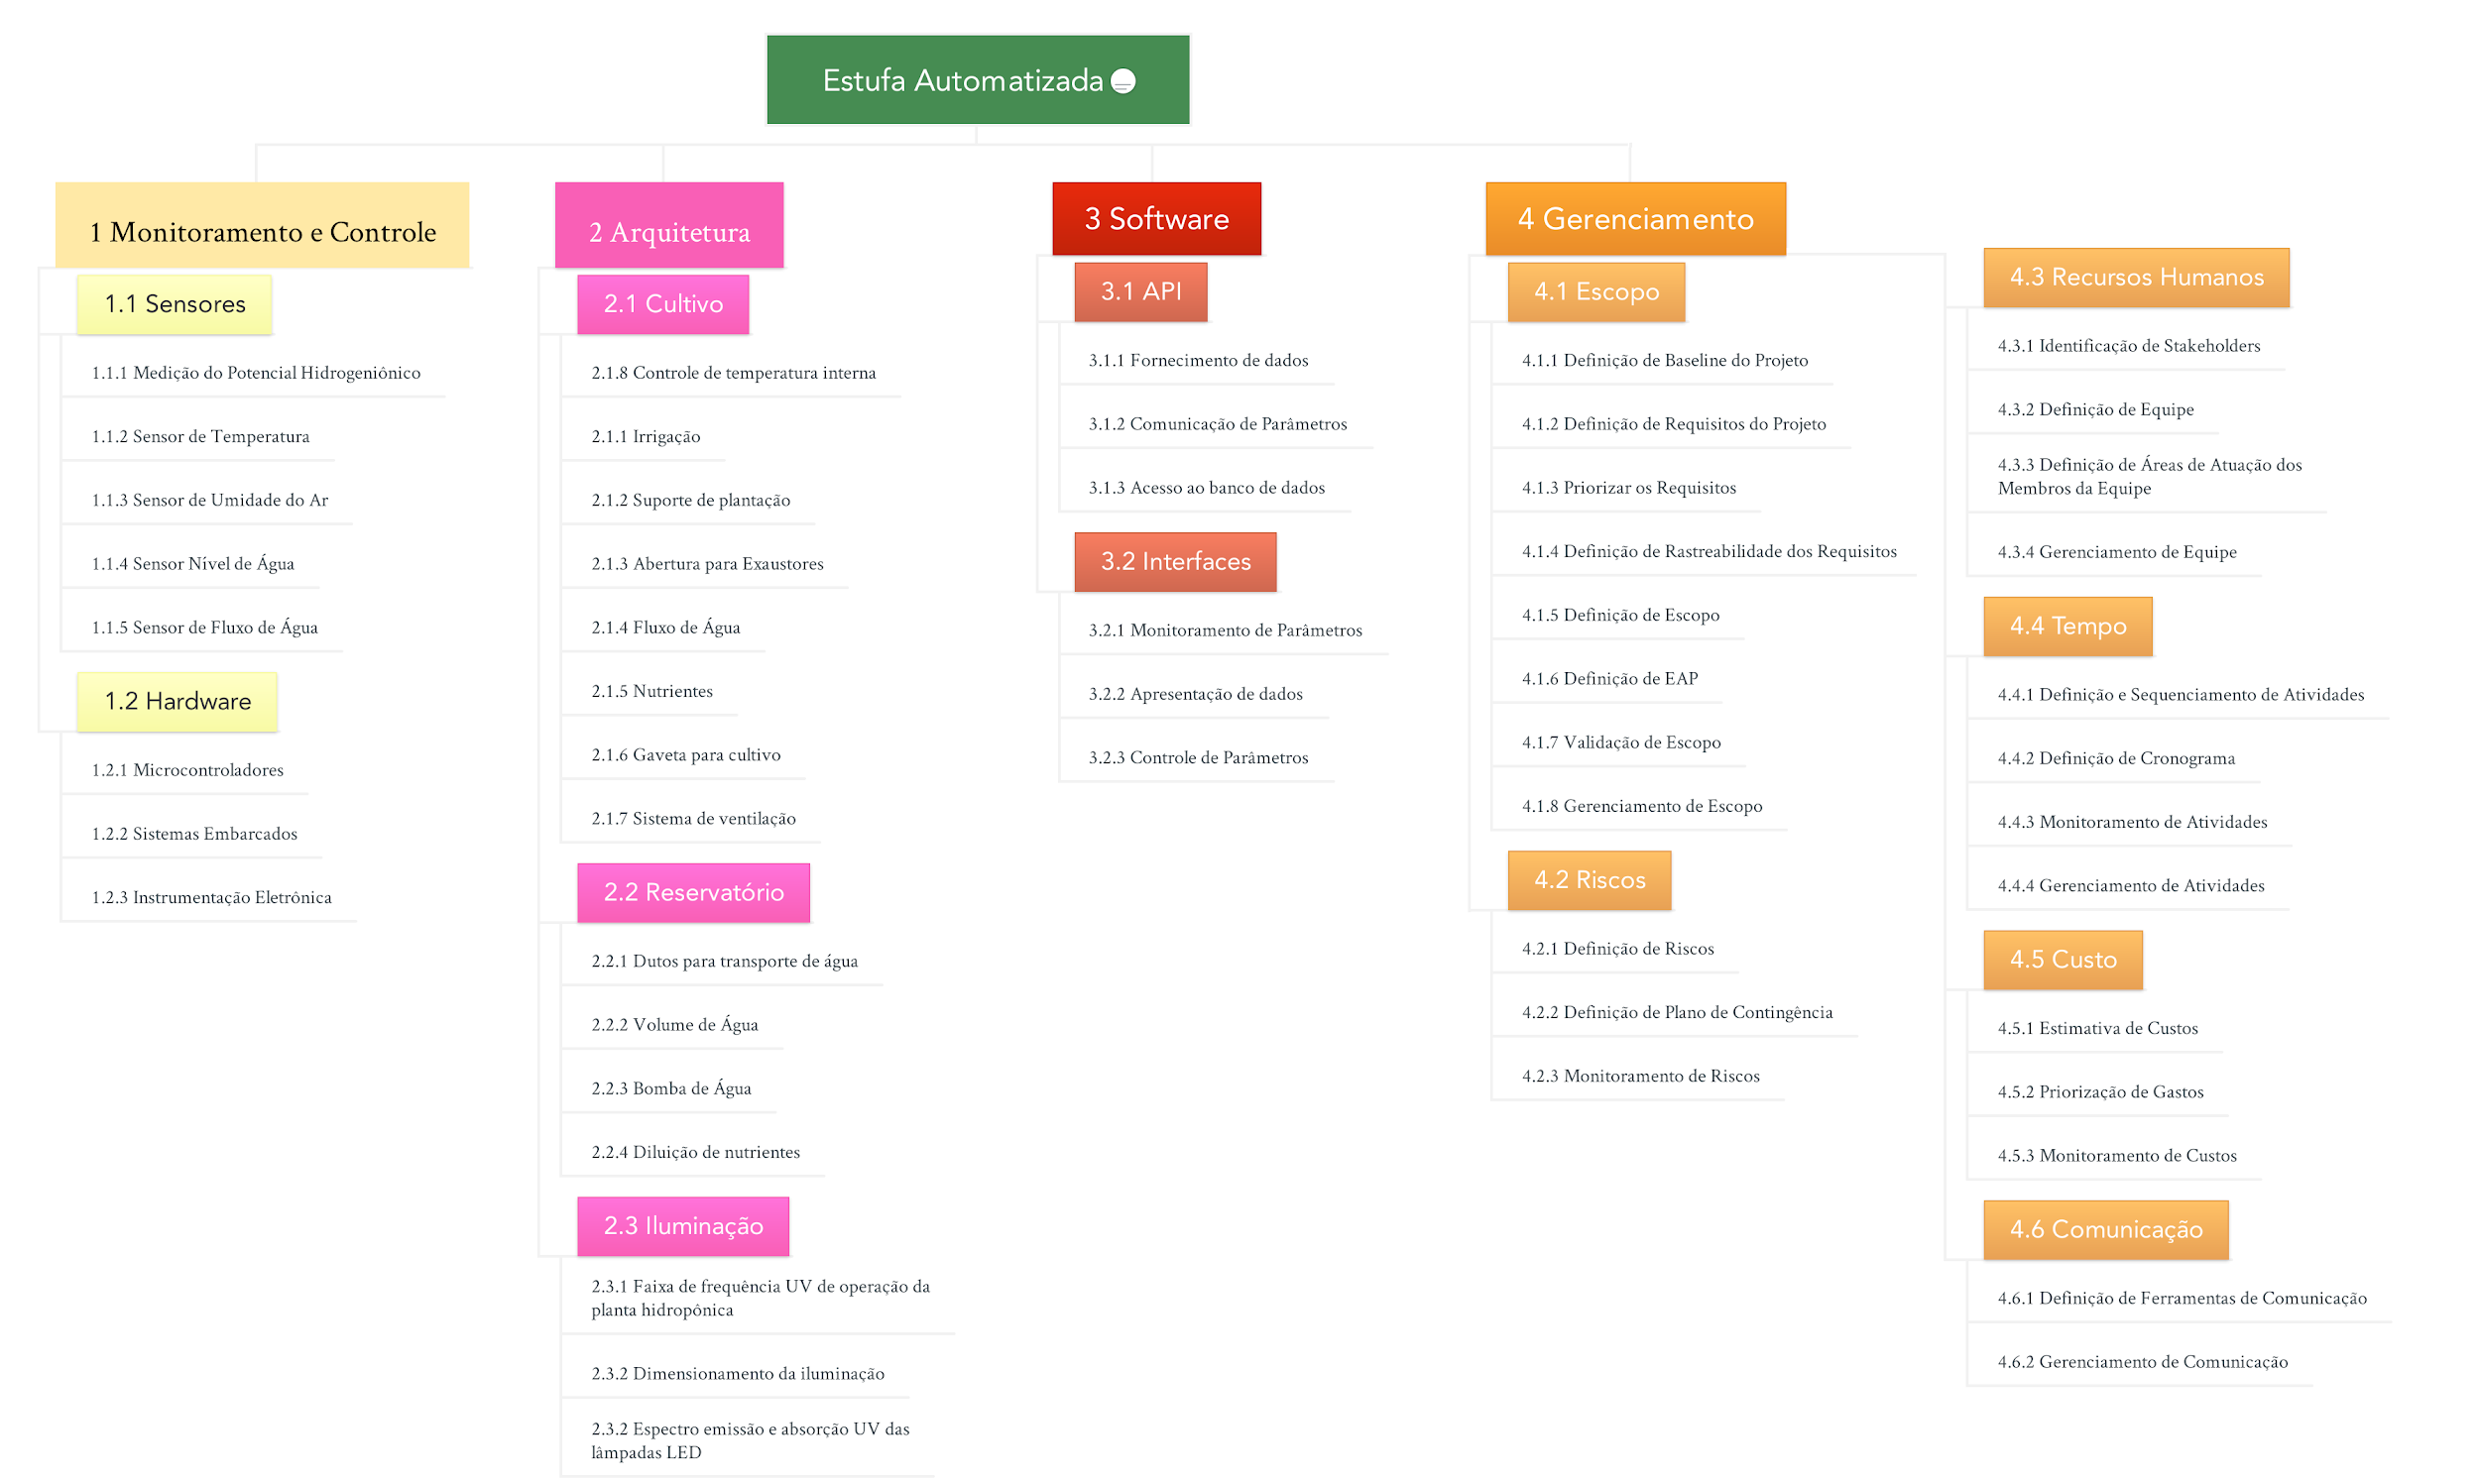 Estufa Automatizada
1 Monitoramento e Controle
1.1 Sensores
1.1.1 Medição do Potencial Hidrogeniônico
1.1.2 Sensor de Temperatura
1.1.3 Sensor de Umidade do Ar
1.1.4 Sensor Nível de Água
1.1.5 Sensor de Fluxo de Água
1.2 Hardware
1.2.1 Microcontroladores
1.2.2 Sistemas Embarcados
1.2.3 Instrumentação Eletrônica
2 Arquitetura
2.1 Cultivo
2.1.8 Controle de temperatura interna
2.1.1 Irrigação
2.1.2 Suporte de plantação
2.1.3 Abertura para Exaustores
2.1.4 Fluxo de Água
2.1.5 Nutrientes
2.1.6 Gaveta para cultivo
2.1.7 Sistema de ventilação
2.2 Reservatório
2.2.1 Dutos para transporte de água
2.2.2 Volume de Água
2.2.3 Bomba de Água
2.2.4 Diluição de nutrientes
2.3 Iluminação
2.3.1 Faixa de frequência UV de operação da
planta hidropônica
2.3.2 Dimensionamento da iluminação
2.3.2 Espectro emissão e absorção UV das
lâmpadas LED
3 Software
3.1 API
3.1.1 Fornecimento de dados
3.1.2 Comunicação de Parâmetros
3.1.3 Acesso ao banco de dados
3.2 Interfaces
3.2.1 Monitoramento de Parâmetros
3.2.2 Apresentação de dados
3.2.3 Controle de Parâmetros
4 Gerenciamento
4.1 Escopo
4.1.1 Definição de Baseline do Projeto
4.1.2 Definição de Requisitos do Projeto
4.1.3 Priorizar os Requisitos
4.1.4 Definição de Rastreabilidade dos Requisitos
4.1.5 Definição de Escopo
4.1.6 Definição de EAP
4.1.7 Validação de Escopo
4.1.8 Gerenciamento de Escopo
4.2 Riscos
4.2.1 Definição de Riscos
4.2.2 Definição de Plano de Contingência
4.2.3 Monitoramento de Riscos
4.3 Recursos Humanos
4.3.1 Identificação de Stakeholders
4.3.2 Definição de Equipe
4.3.3 Definição de Áreas de Atuação dos
Membros da Equipe
4.3.4 Gerenciamento de Equipe
4.4 Tempo
4.4.1 Definição e Sequenciamento de Atividades
4.4.2 Definição de Cronograma
4.4.3 Monitoramento de Atividades
4.4.4 Gerenciamento de Atividades
4.5 Custo
4.5.1 Estimativa de Custos
4.5.2 Priorização de Gastos
4.5.3 Monitoramento de Custos
4.6 Comunicação
4.6.1 Definição de Ferramentas de Comunicação
4.6.2 Gerenciamento de Comunicação